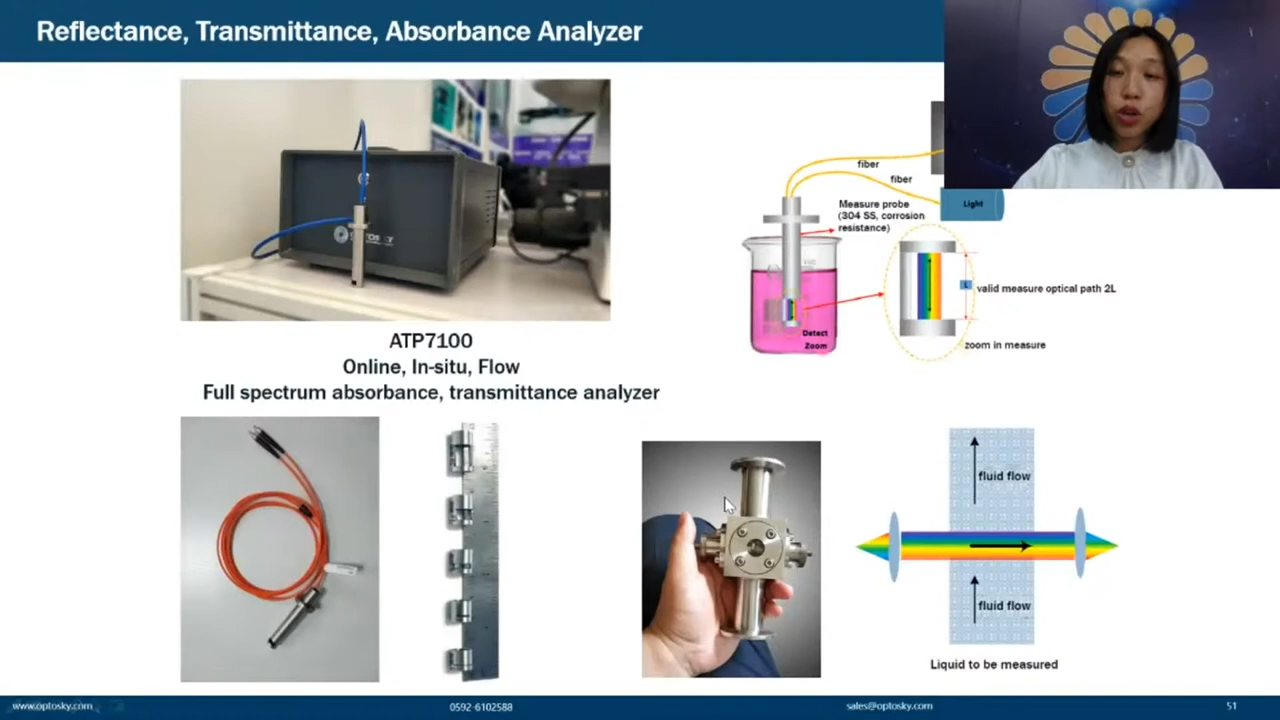 Reflectance, Transmittance, Absorbance Analyzer
fiber
fiber
Light
Measure probe
(304 SS, corrosion
resistance)
L
valid measure optical path 2L
Detect
Zoom
zoom in measure
ATP7100
Online, In-situ, Flow
Full spectrum absorbance, transmittance analyzer
fluid flow
fluid flow
Liquid to be measured
www.optosky.com
0592-6102588
sales@optosky.com
51